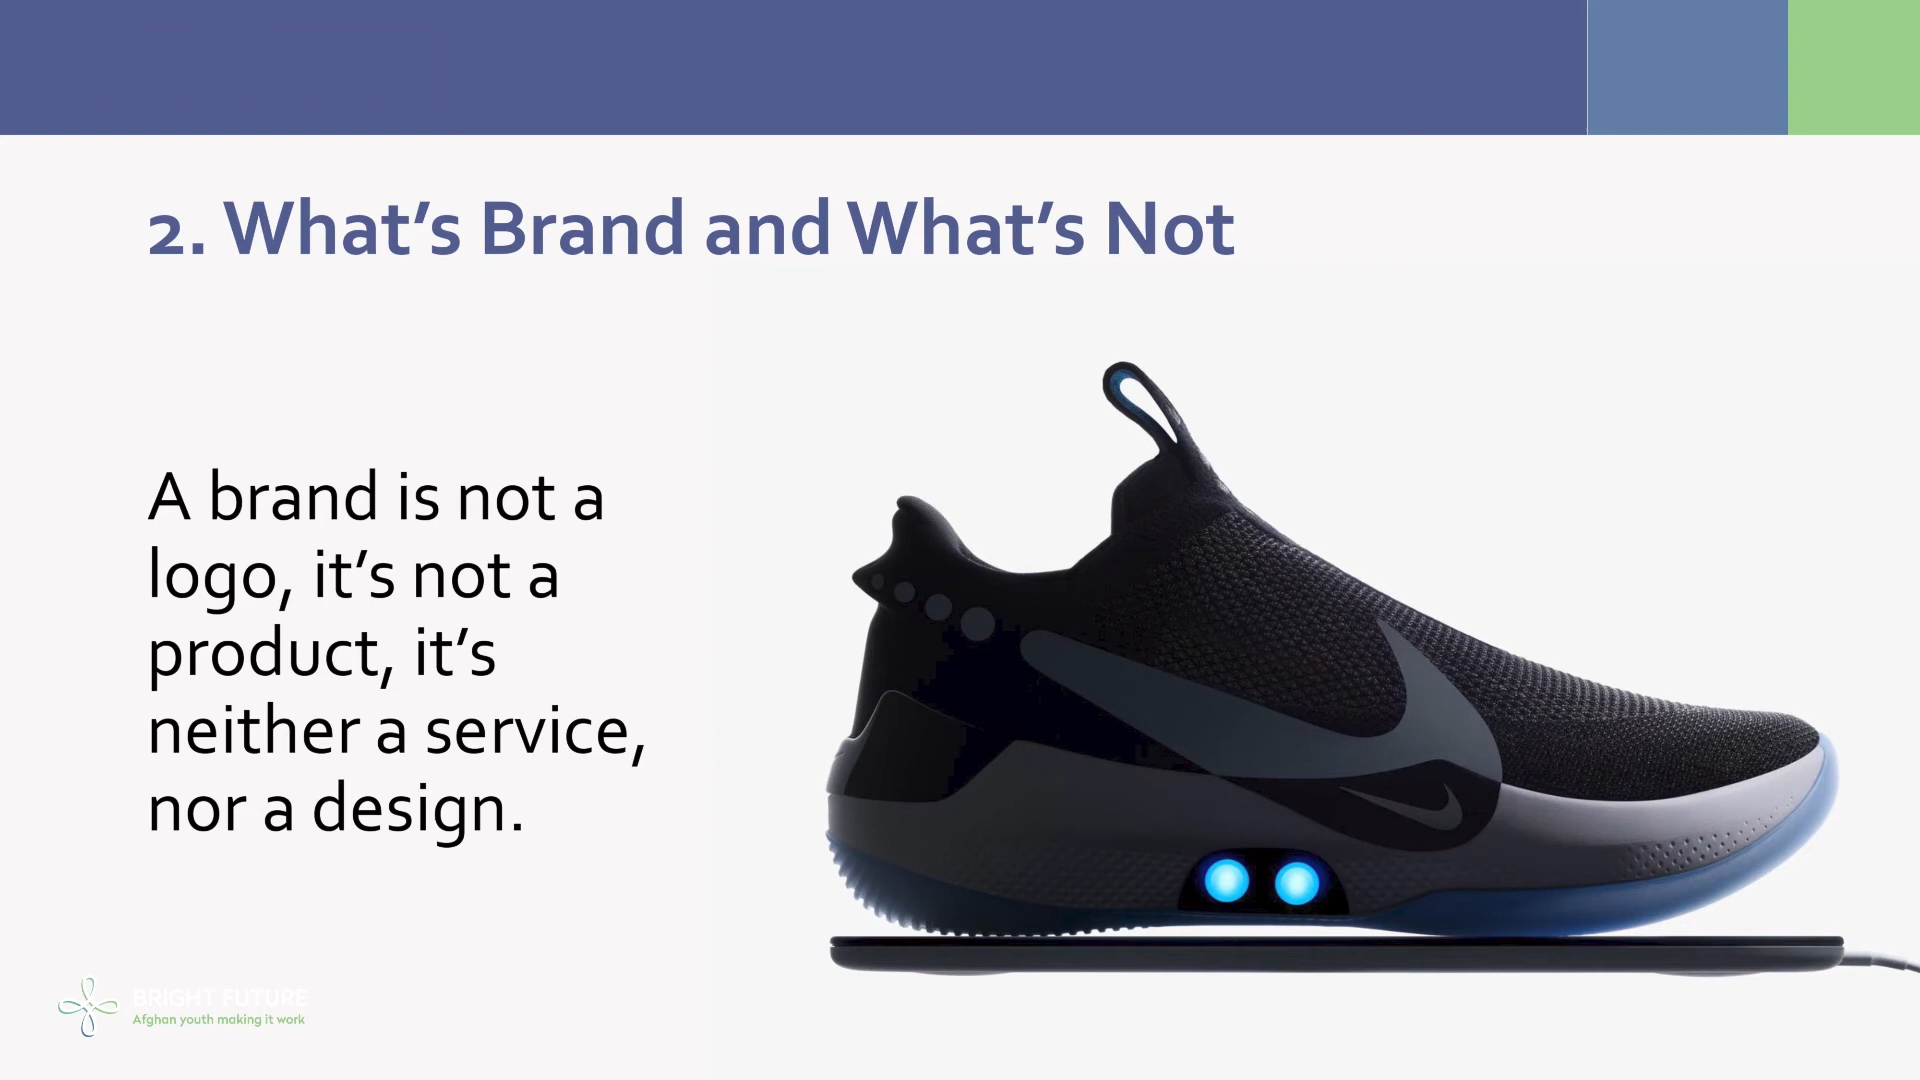 2. What’s Brand and What’s Not
A brand is not a
logo, it’s not a
product, it’s
neither a service,
nor a design.
BRIGHT FUTURE
Afghan youth making it work